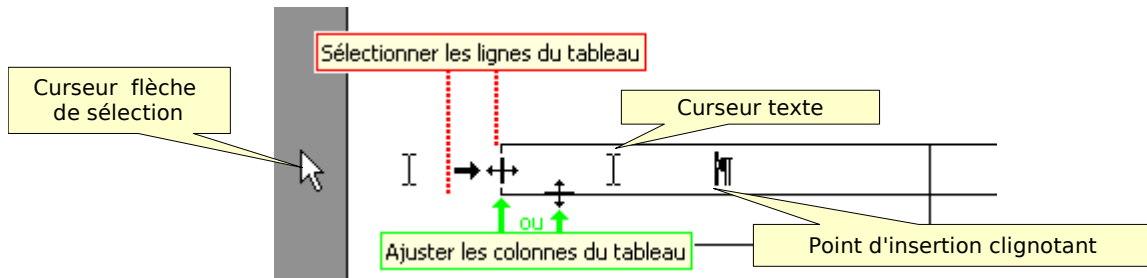 Sélectionner les lignes du tableau
Curseur flèche
de sélection
Curseur texte
¶
ou
Ajuster les colonnes du tableau
Point d'insertion clignotant